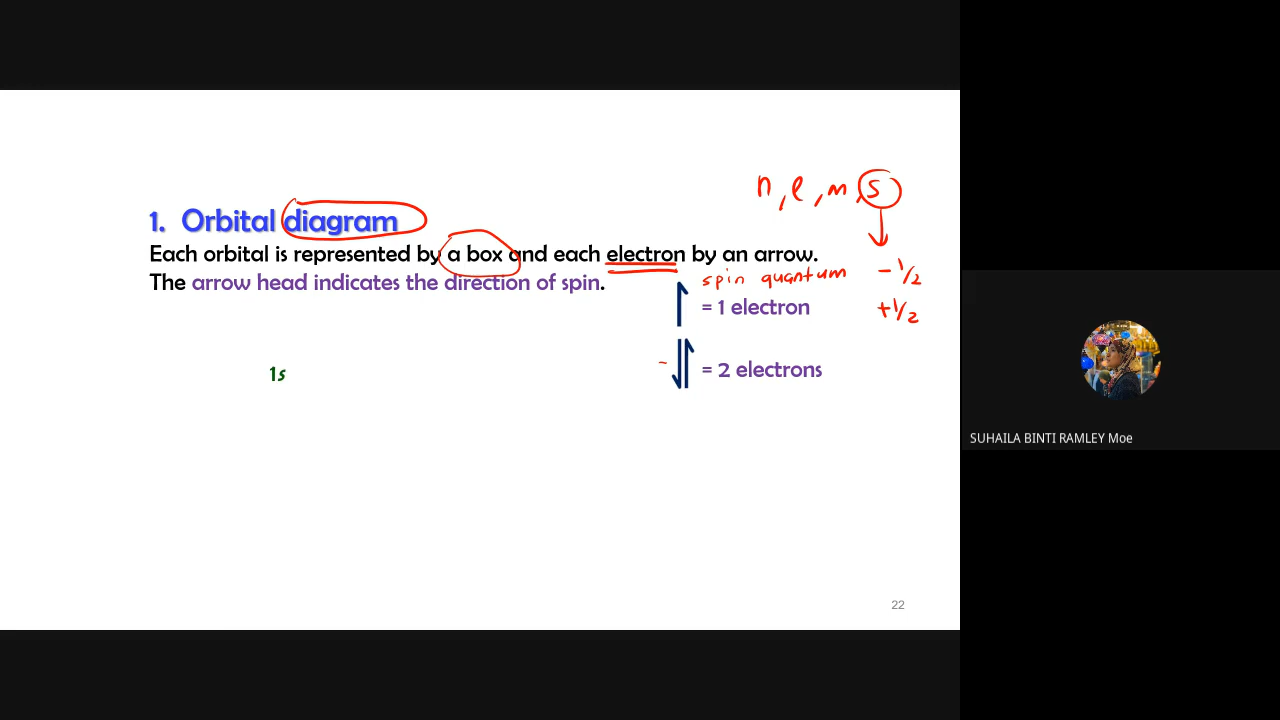 n, l, m, s
1. Orbital diagram
Each orbital is represented by a box and each electron by an arrow.
The arrow head indicates the direction of spin.
spin quantum
-1/2
= 1 electron
+1/2
1s
-
= 2 electrons
SUHAILA BINTI RAMLEY Moe
22